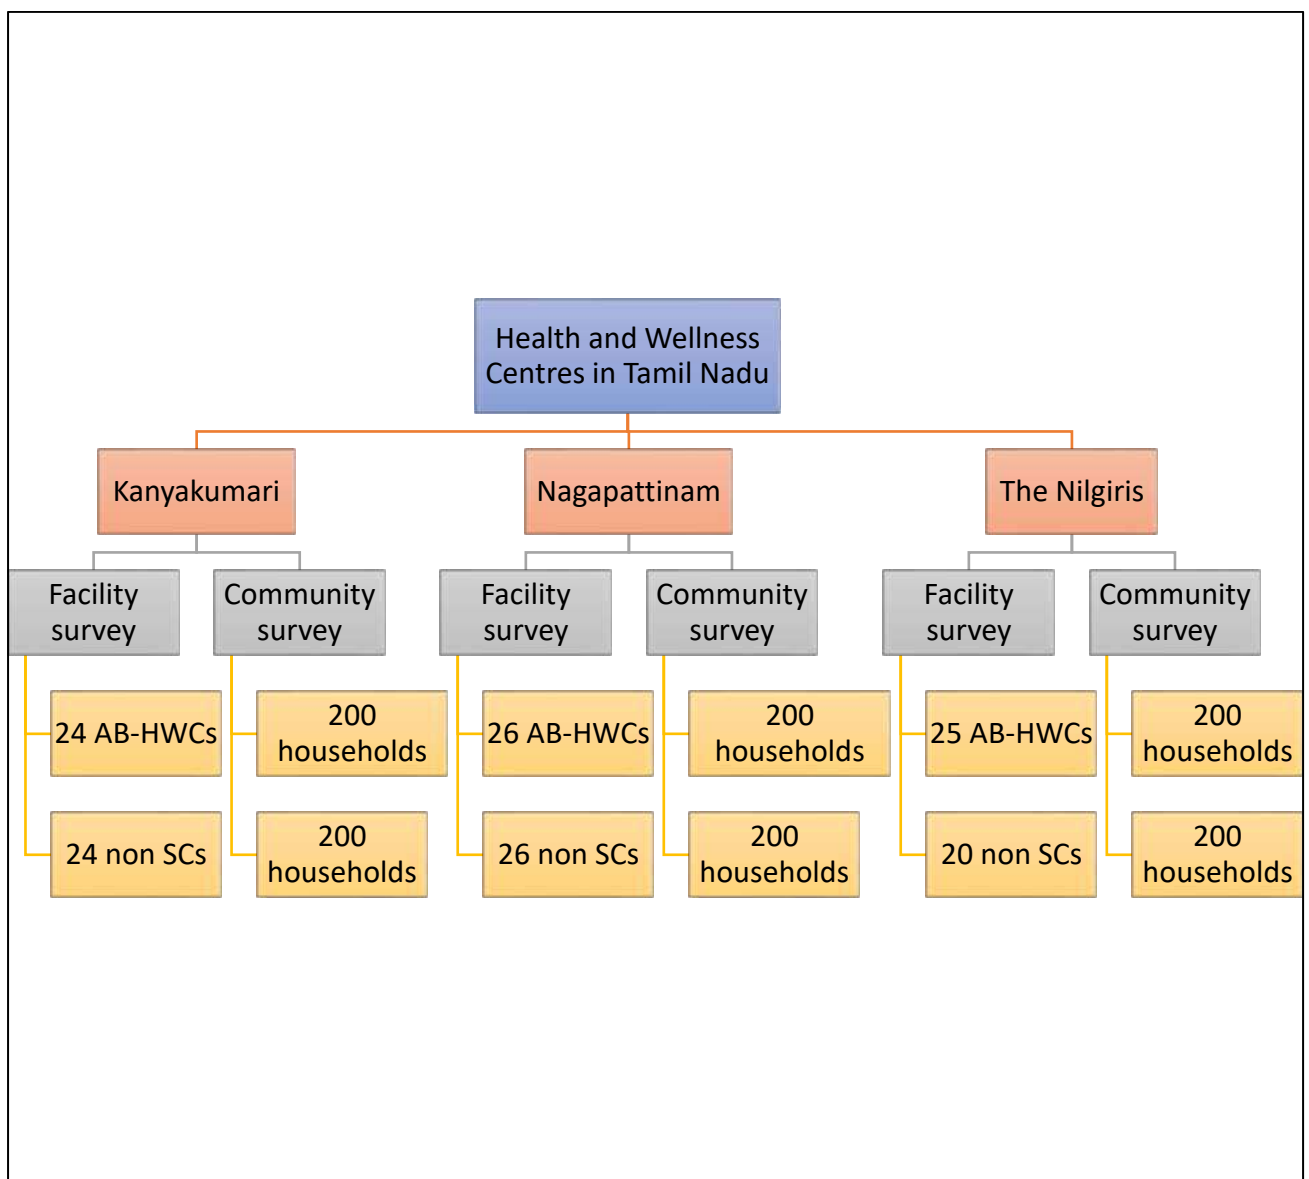 Health and Wellness
Centres in Tamil Nadu
Kanyakumari
Nagapattinam
The Nilgiris
Facility
survey
Community
survey
Facility
survey
Community
survey
Facility
survey
Community
survey
24 AB-HWCs
200
households
26 AB-HWCs
200
households
25 AB-HWCs
200
households
24 non SCs
200
households
26 non SCs
200
households
20 non SCs
200
households